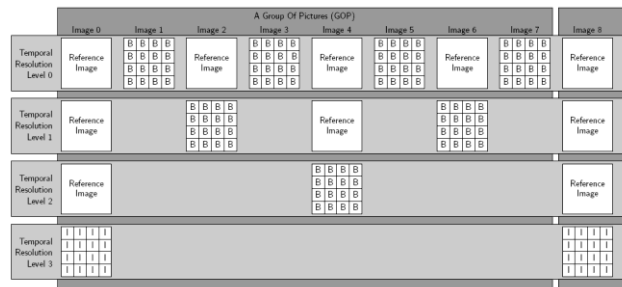 A Group Of Pictures (GOP)
Image 0 Image 1 Image 2 Image 3 Image 4 Image 5 Image 6 Image 7 Image 8
Temporal
Resolution
Level 0
Reference
Image
B B B B
B B B B
B B B B
B B B B
Reference
Image
B B B B
B B B B
B B B B
B B B B
Reference
Image
B B B B
B B B B
B B B B
B B B B
Reference
Image
B B B B
B B B B
B B B B
B B B B
Reference
Image
Temporal
Resolution
Level 1
Reference
Image
B B B B
B B B B
B B B B
B B B B
Reference
Image
B B B B
B B B B
B B B B
B B B B
Reference
Image
Temporal
Resolution
Level 2
Reference
Image
B B B B
B B B B
B B B B
B B B B
Reference
Image
Temporal
Resolution
Level 3
I I I I
I I I I
I I I I
I I I I
I I I I
I I I I
I I I I
I I I I